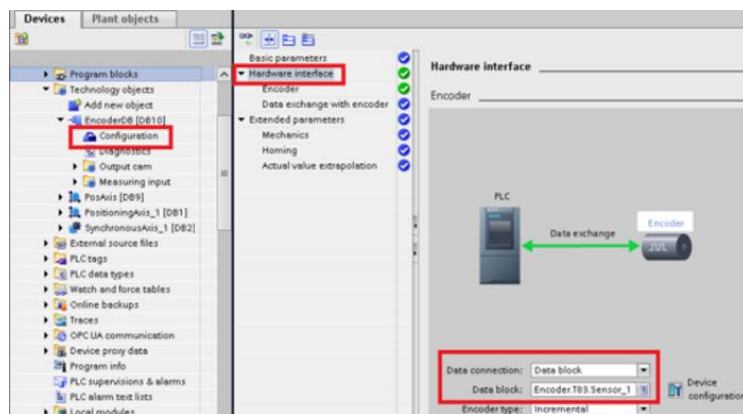 Devices
Plant objects
Program blocks
Technology objects
Add new object
EncoderDB [DB10]
Configuration
Diagnostics
Output cam
Measuring input
PosAxis [DB9]
PositioningAxis_1 [DB1]
SynchronousAxis_1 [DB2]
External source files
PLC tags
PLC data types
Watch and force tables
Online backups
Traces
OPC UA communication
Device proxy data
Program info
PLC supervisions & alarms
PLC alarm text lists
Local modules
Basic parameters
Hardware interface
Encoder
Data exchange with encoder
Extended parameters
Mechanics
Homing
Actual value extrapolation
Hardware interface
Encoder
PLC
Data exchange
Encoder
Data connection: Data block
Data block: Encoder.T83.Sensor_1
Device
configuration
Encoder type: Incremental